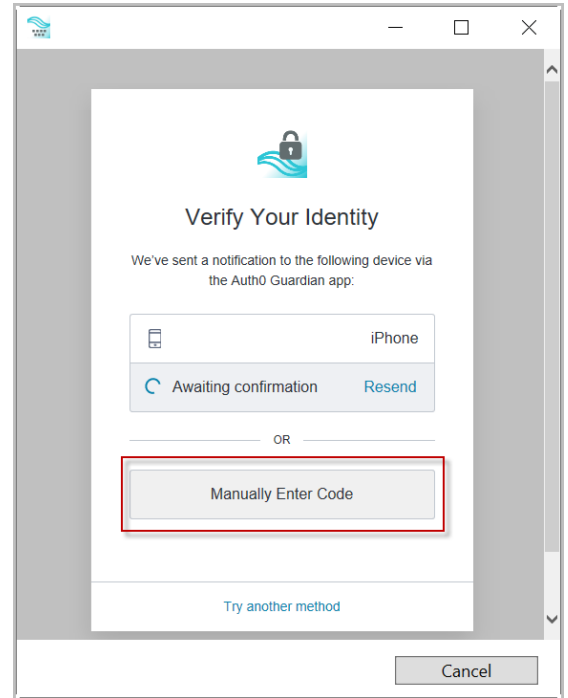 Verify Your Identity
We've sent a notification to the following device via
the Auth0 Guardian app:
iPhone
Awaiting confirmation Resend
OR
Manually Enter Code
Try another method
Cancel